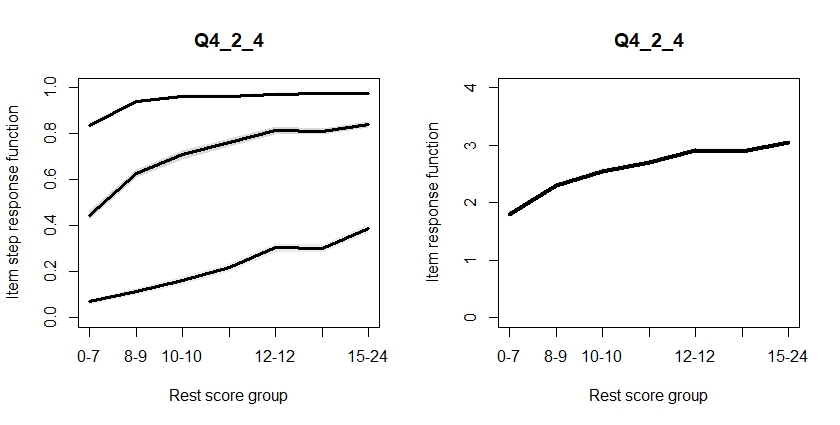 Q4_2_4
Item step response function
1.0
0.8
0.6
0.4
0.2
0.0
0-7 8-9 10-10 12-12 15-24
Rest score group
Q4_2_4
Item response function
4
3
2
1
0
0-7 8-9 10-10 12-12 15-24
Rest score group